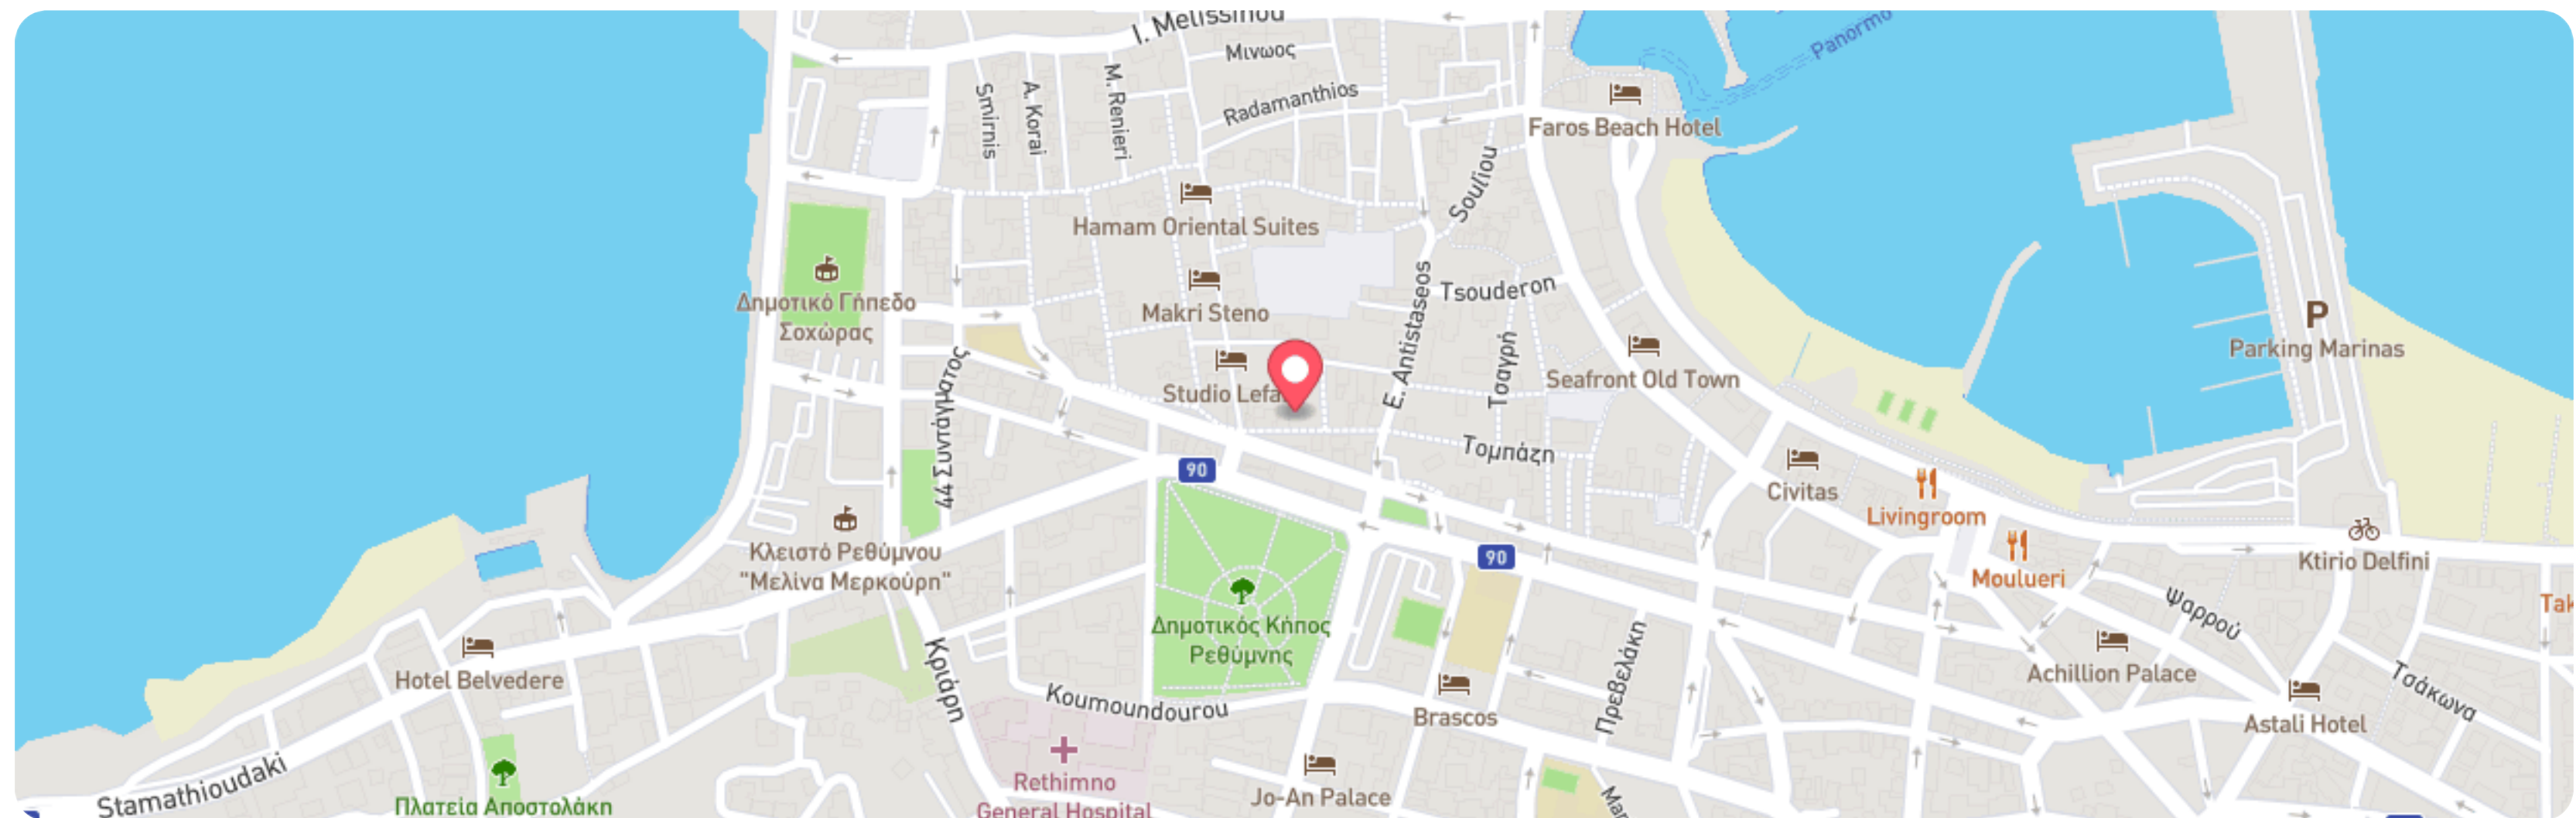 I. Melissinou
Panormo
Μινωος
Smirnis
A. Korai
M. Renieri
Radamanthios
Faros Beach Hotel
Souliou
Hamam Oriental Suites
Δημοτικό Γήπεδο
Σοχώρας
Makri Steno
E. Antistaseos
Tsouderon
P
Parking Marinas
Studio Lefa
Τσαγρή
Seafront Old Town
44 Συντάγματος
Τομπάζη
90
Civitas
Livingroom
Κλειστό Ρεθύμνου
"Μελίνα Μερκούρη"
90
Moulueri
Ktirio Delfini
Δημοτικός Κήπος
Ρεθύμνης
Ψαρρού
Tak
Hotel Belvedere
Κριάρη
Koumoundourou
Πρεβελάκη
Brascos
Achillion Palace
Τσάκωνα
Astali Hotel
Stamathioudaki
Πλατεία Αποστολάκη
Rethimno
General Hospital
Jo-An Palace
Mar